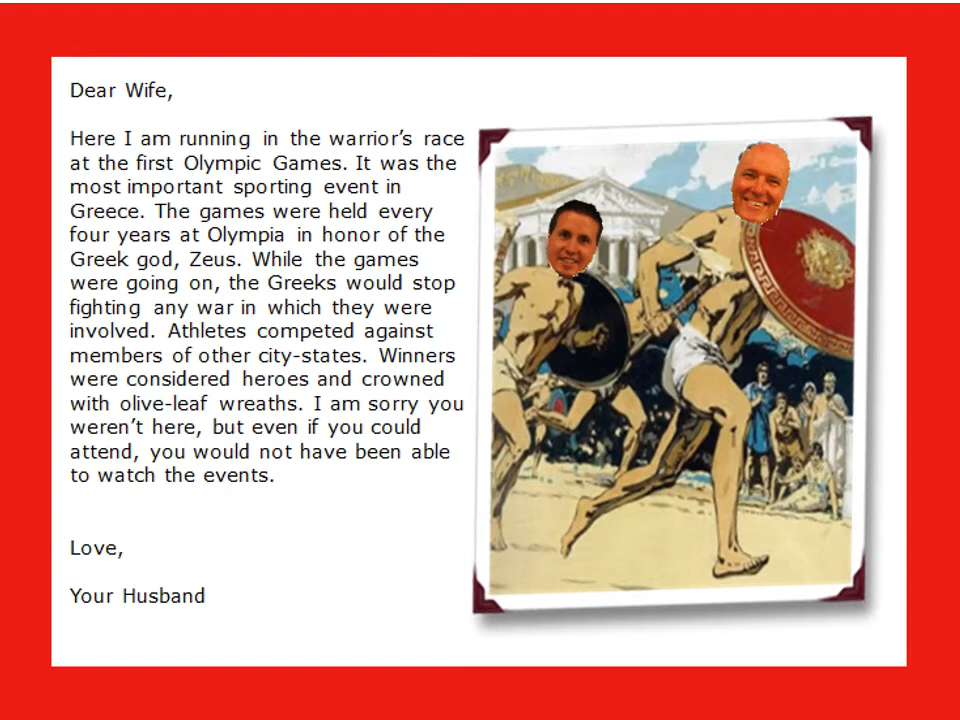 Dear Wife,
Here I am running in the warrior’s race
at the first Olympic Games. It was the
most important sporting event in
Greece. The games were held every
four years at Olympia in honor of the
Greek god, Zeus. While the games
were going on, the Greeks would stop
fighting any war in which they were
involved. Athletes competed against
members of other city-states. Winners
were considered heroes and crowned
with olive-leaf wreaths. I am sorry you
weren’t here, but even if you could
attend, you would not have been able
to watch the events.
Love,
Your Husband